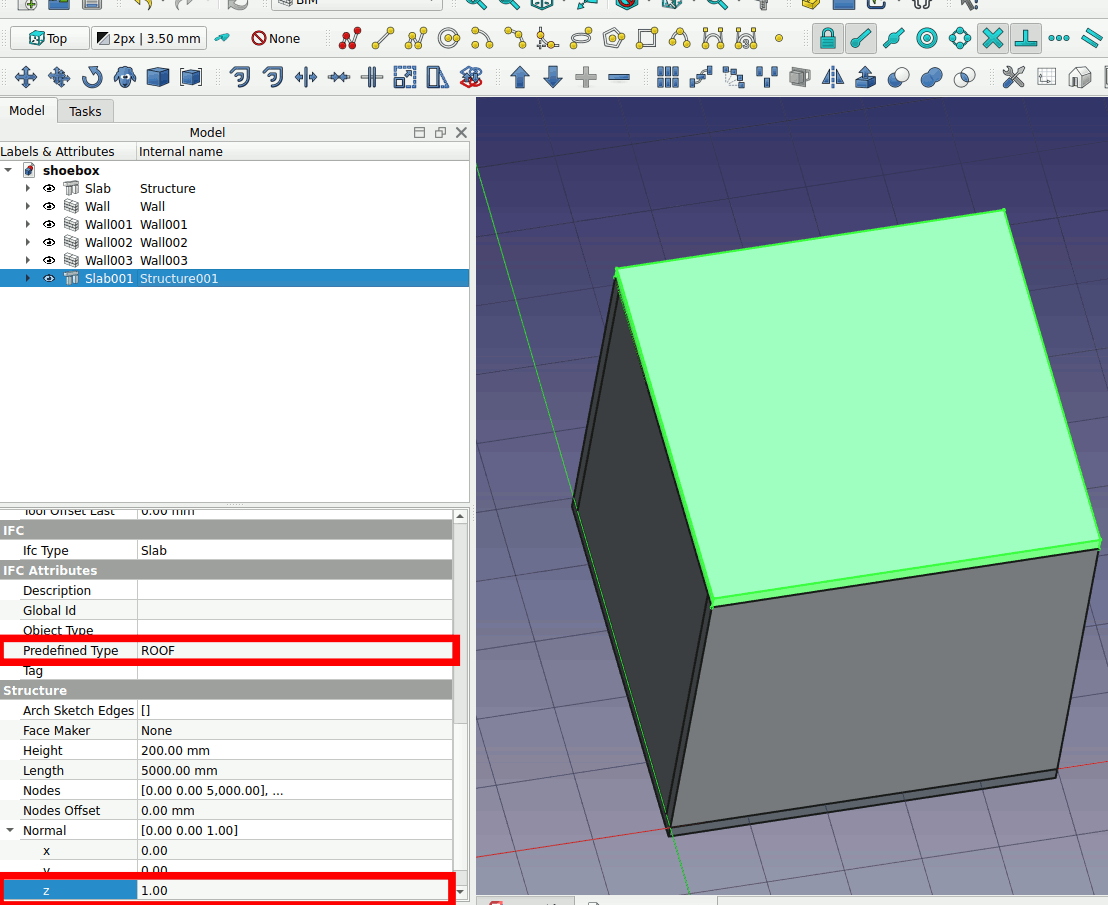 BIM
Top
2px | 3.50 mm
None
Model
Tasks
Model
Labels & Attributes
Internal name
shoebox
Slab
Structure
Wall
Wall
Wall001
Wall001
Wall002
Wall002
Wall003
Wall003
Slab001
Structure001
Tool Offset Last
0.00 mm
IFC
Ifc Type
Slab
IFC Attributes
Description
Global Id
Object Type
Predefined Type
ROOF
Tag
Structure
Arch Sketch Edges
[]
Face Maker
None
Height
200.00 mm
Length
5000.00 mm
Nodes
[0.00 0.00 5,000.00], ...
Nodes Offset
0.00 mm
Normal
[0.00 0.00 1.00]
x
0.00
y
0.00
z
1.00